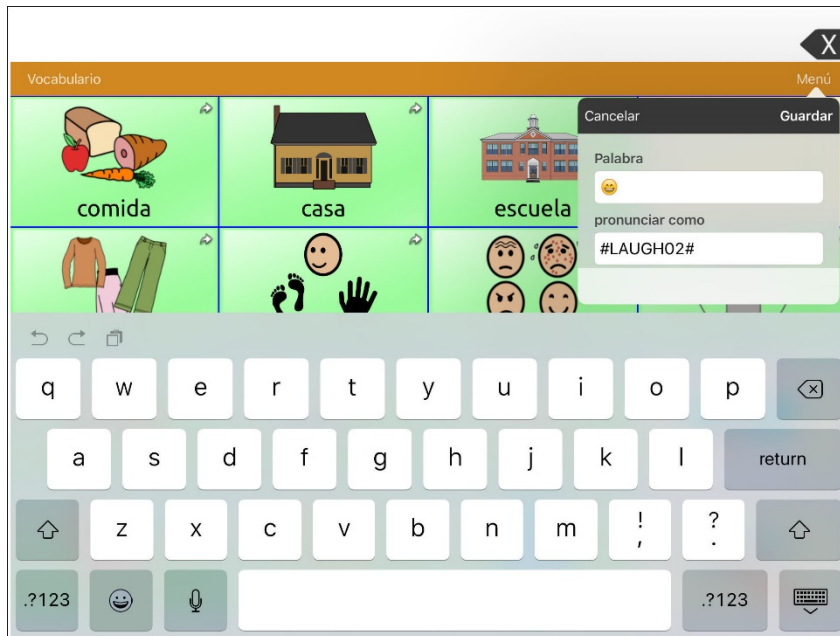 X
Vocabulario Menú
Cancelar Guardar
Palabra
pronunciar como
#LAUGH02#
comida casa escuela
q w e r t y u i o p
a s d f g h j k l return
z x c v b n m ! , ? .
.?123 .?123